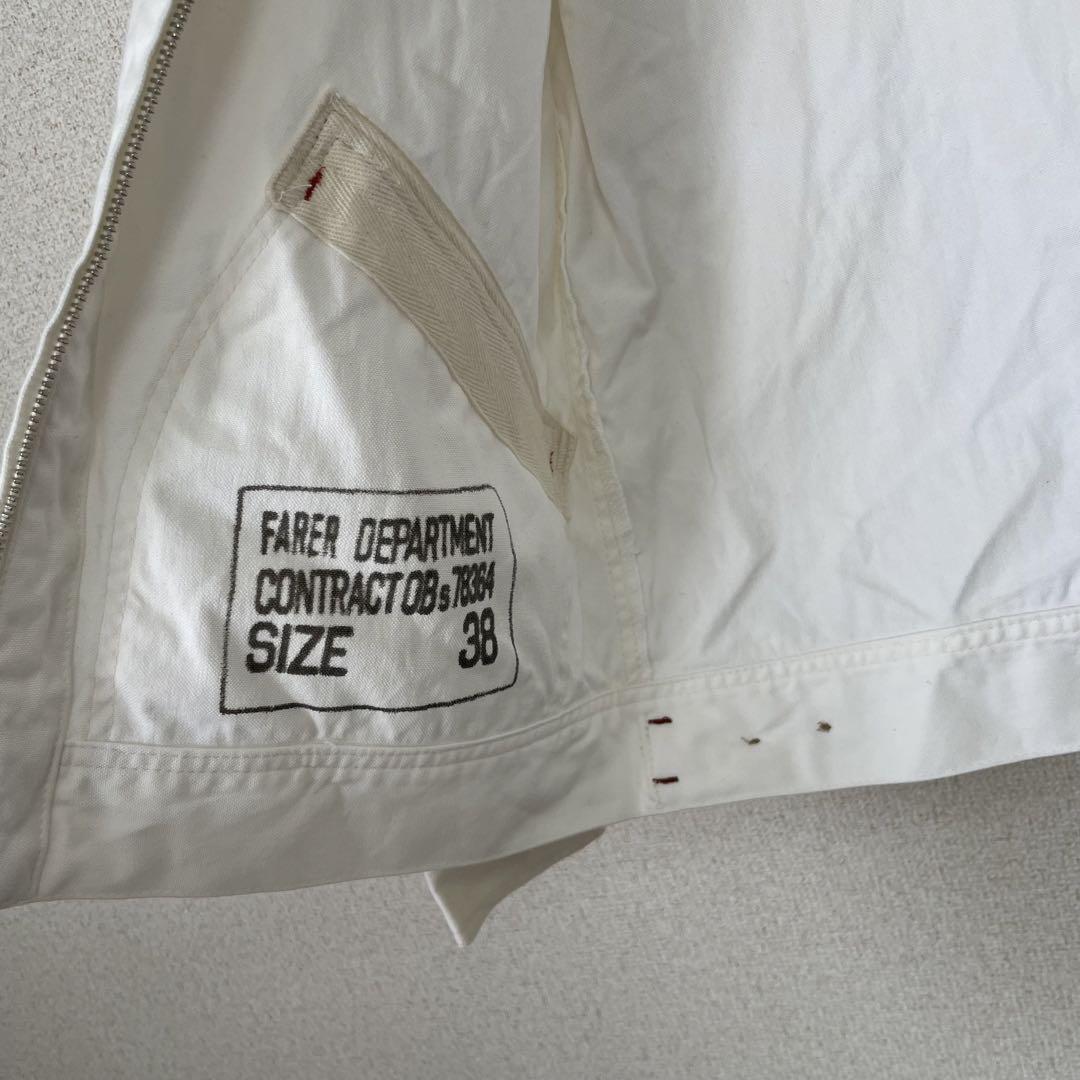 FARER DEPARTMENT
CONTRACT OBs 78364
SIZE 38